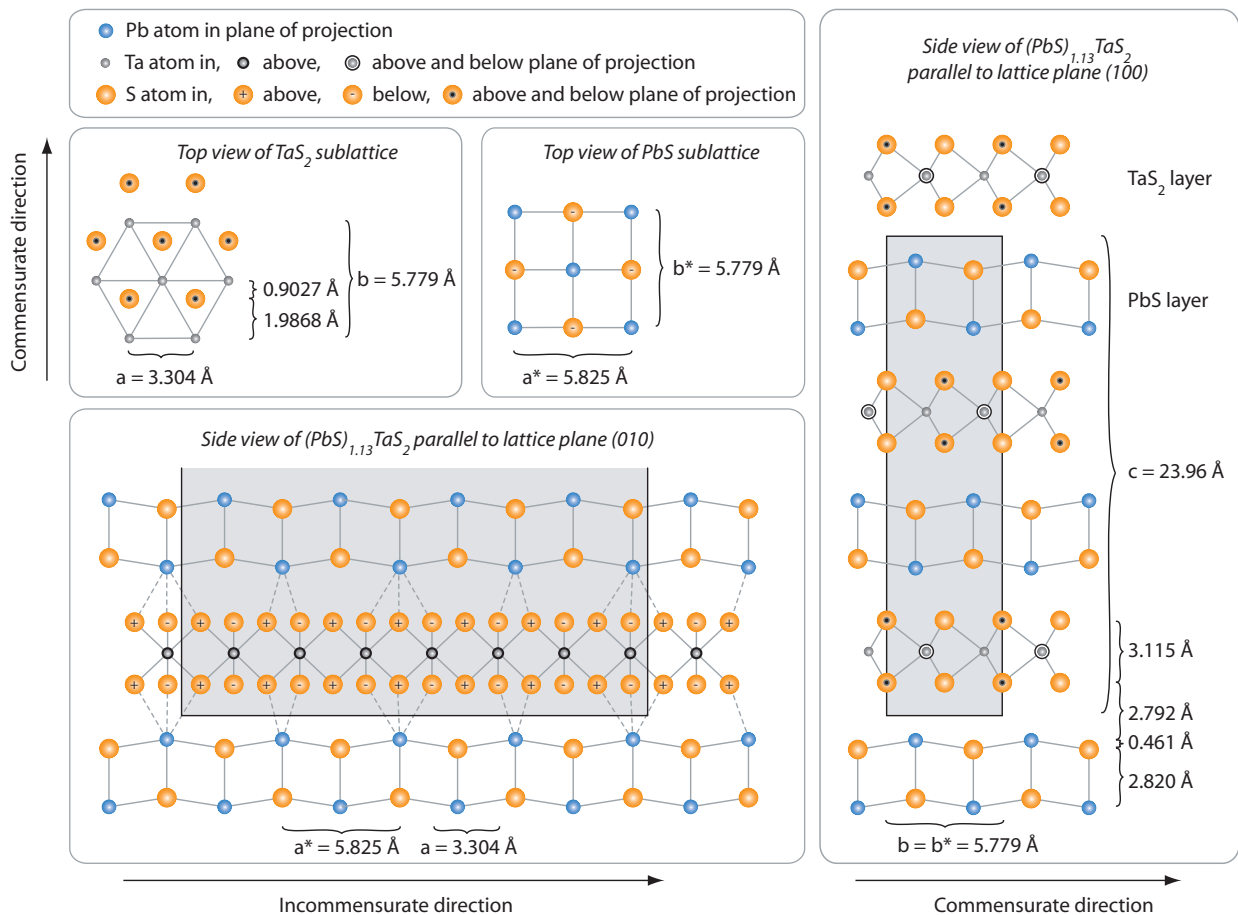 Pb atom in plane of projection
Ta atom in, above, above and below plane of projection
S atom in, above, below, above and below plane of projection
Commensurate direction
Top view of TaS2 sublattice
b = 5.779 Å
0.9027 Å
1.9868 Å
a = 3.304 Å
Top view of PbS sublattice
- 
- -
-
b* = 5.779 Å
a* = 5.825 Å
Side view of (PbS)1.13TaS2 parallel to lattice plane (010)
+ - + - + - + - + - + - + - + - + - +
+ - + - + - + - + - + - + - + - + - +
a* = 5.825 Å a = 3.304 Å
Incommensurate direction
Side view of (PbS)1.13TaS2
parallel to lattice plane (100)
TaS2 layer
PbS layer
c = 23.96 Å
3.115 Å
2.792 Å
0.461 Å
2.820 Å
b = b* = 5.779 Å
Commensurate direction